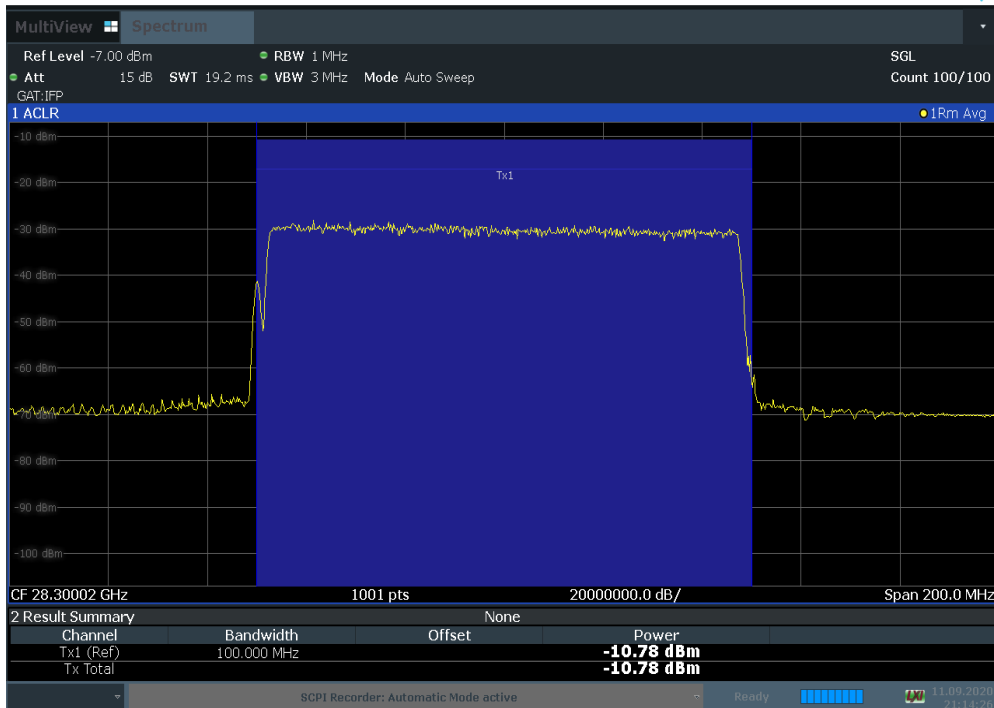 MultiView Spectrum
Ref Level -7.00 dBm RBW 1 MHz SGL
Att 15 dB SWT 19.2 ms VBW 3 MHz Mode Auto Sweep Count 100/100
GAT:IFP
1 ACLR 1Rm Avg
-10 dBm
Tx1
-20 dBm
-30 dBm
-40 dBm
-50 dBm
-60 dBm
-70 dBm
-80 dBm
-90 dBm
-100 dBm
CF 28.30002 GHz 1001 pts 20000000.0 dB/ Span 200.0 MHz
2 Result Summary None
Channel Bandwidth Offset Power
Tx1 (Ref) 100.000 MHz -10.78 dBm
Tx Total -10.78 dBm
SCPI Recorder: Automatic Mode active Ready LXI 11.09.2020
21:14:26